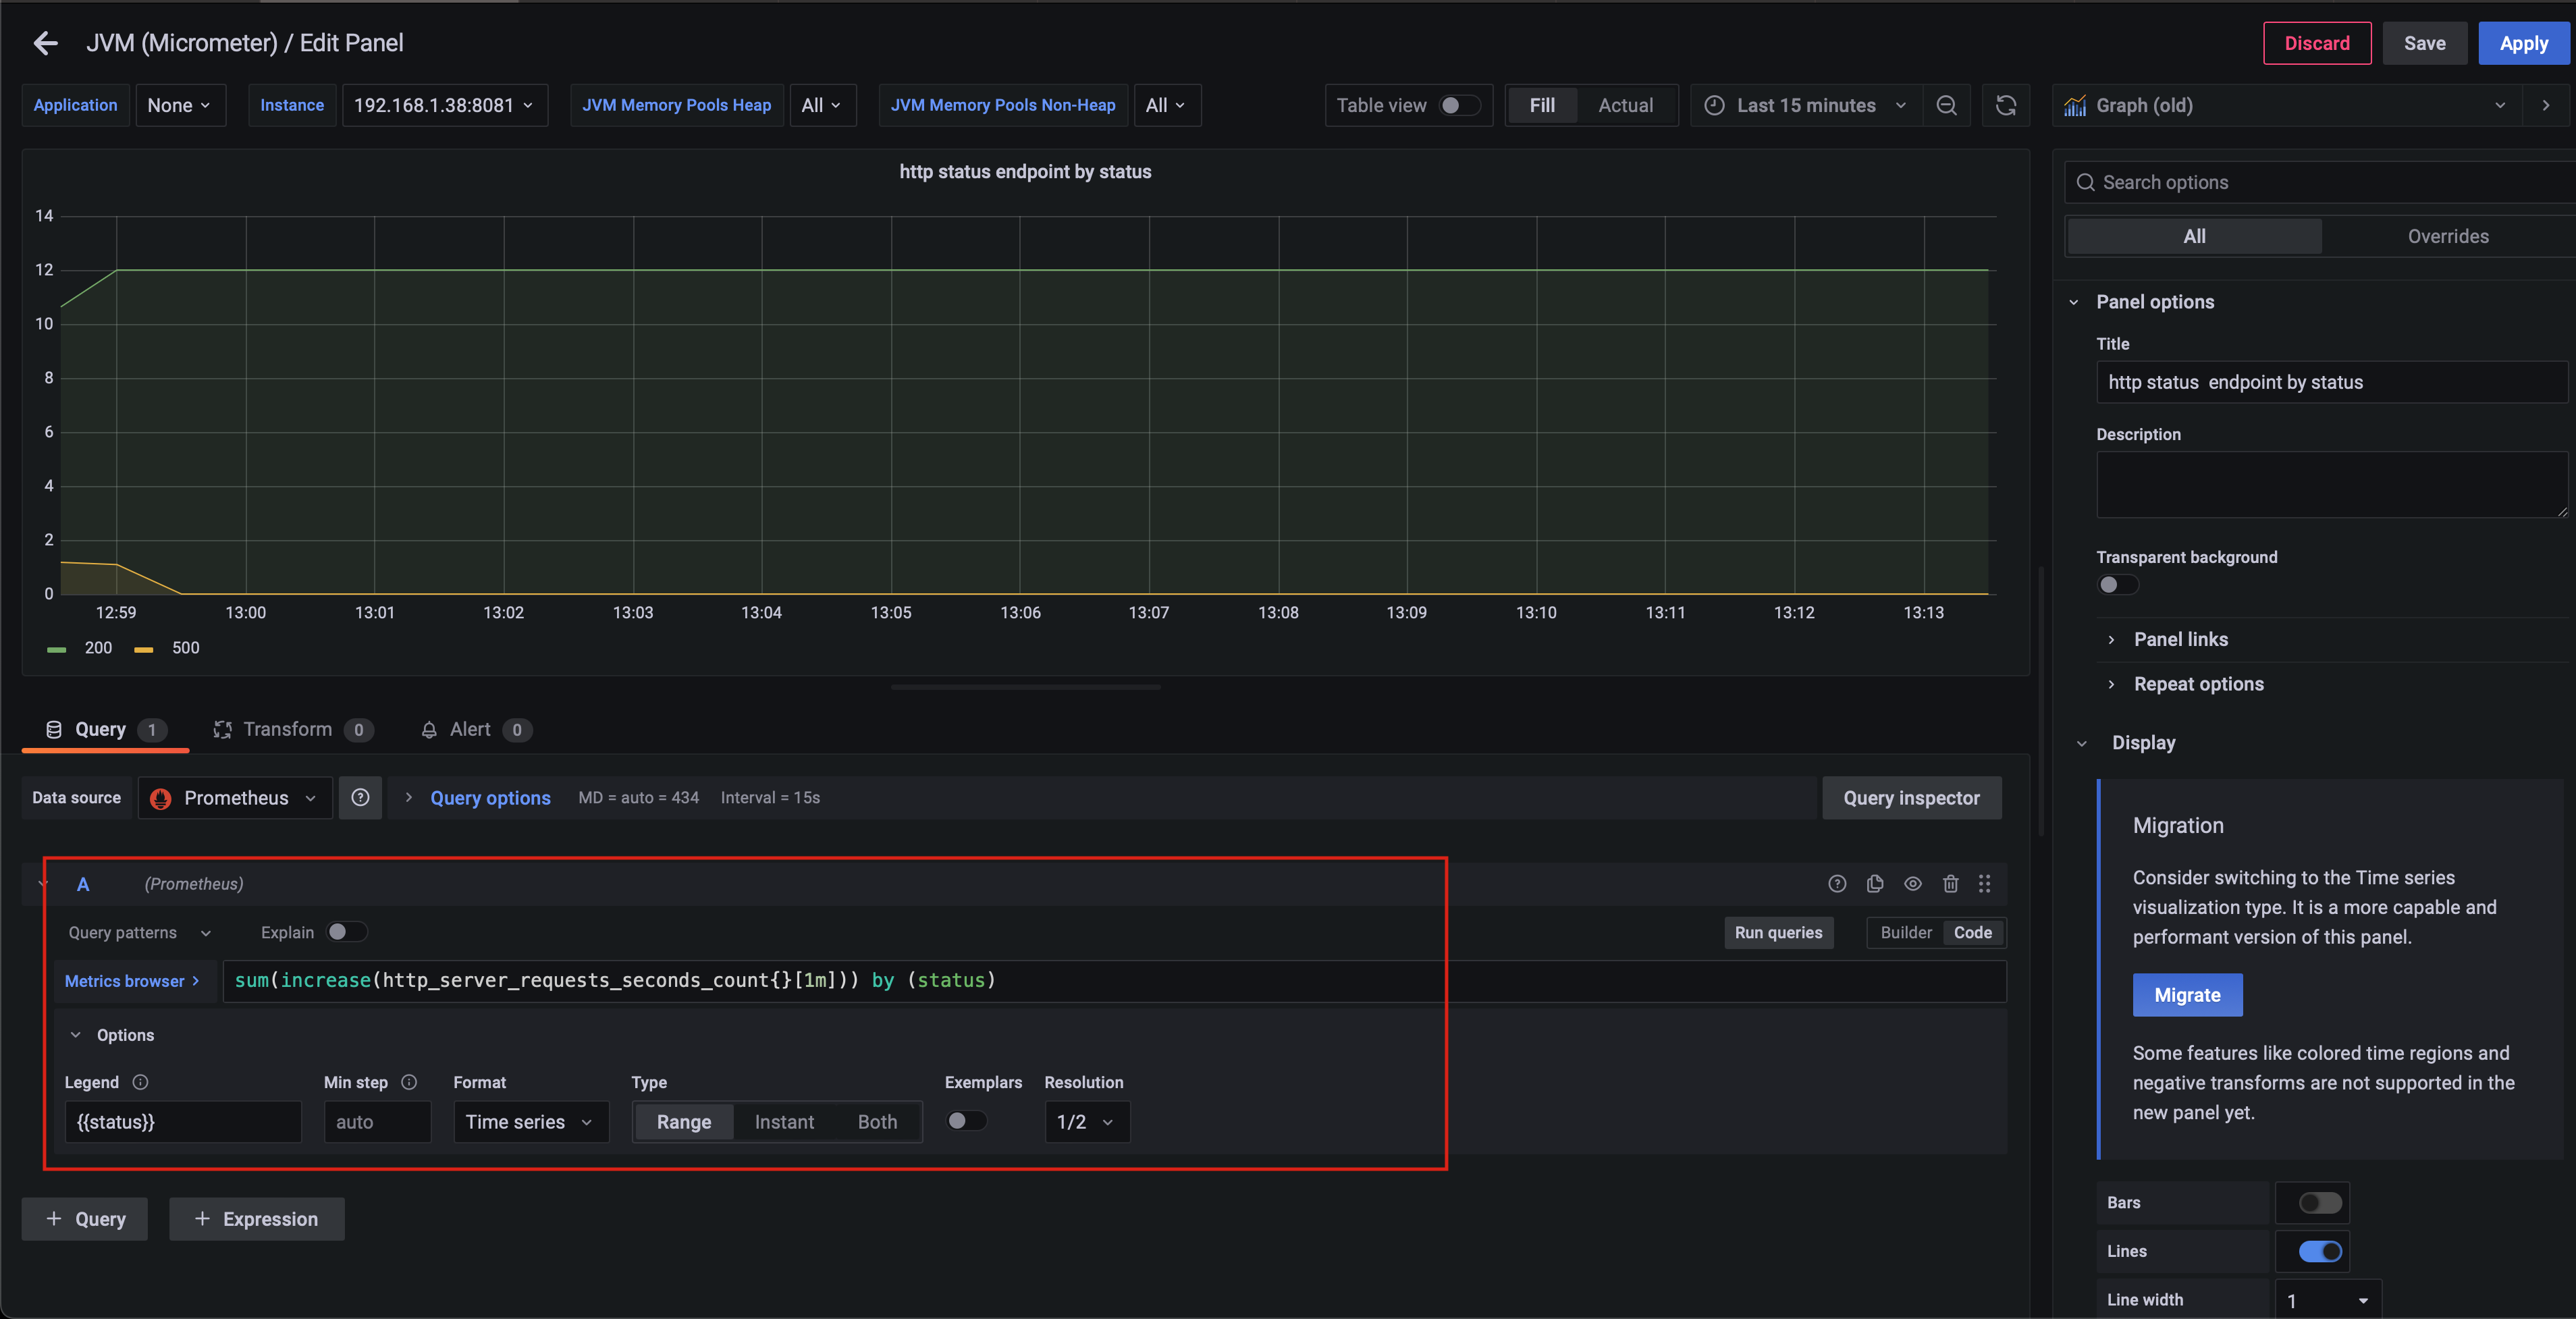 JVM (Micrometer) / Edit Panel
Discard
Save
Apply
Application
None
Instance
192.168.1.38:8081
JVM Memory Pools Heap
All
JVM Memory Pools Non-Heap
All
Table view
Fill
Actual
Last 15 minutes
Graph (old)
http status endpoint by status
14
12
10
8
6
4
2
0
12:59 13:00 13:01 13:02 13:03 13:04 13:05 13:06 13:07 13:08 13:09 13:10 13:11 13:12 13:13
200 500
Query 1
Transform 0
Alert 0
Data source
Prometheus
Query options
MD = auto = 434
Interval = 15s
Query inspector
A
(Prometheus)
Query patterns
Explain
Run queries
Builder
Code
Metrics browser >
sum(increase(http_server_requests_seconds_count{}[1m])) by (status)
Options
Legend
Min step
Format
Type
Exemplars
Resolution
{{status}}
auto
Time series
Range
Instant
Both
1/2
+ Query
+ Expression
Search options
All
Overrides
Panel options
Title
http status  endpoint by status
Description
Transparent background
Panel links
Repeat options
Display
Migration
Consider switching to the Time series
visualization type. It is a more capable and
performant version of this panel.
Migrate
Some features like colored time regions and
negative transforms are not supported in the
new panel yet.
Bars
Lines
Line width
1